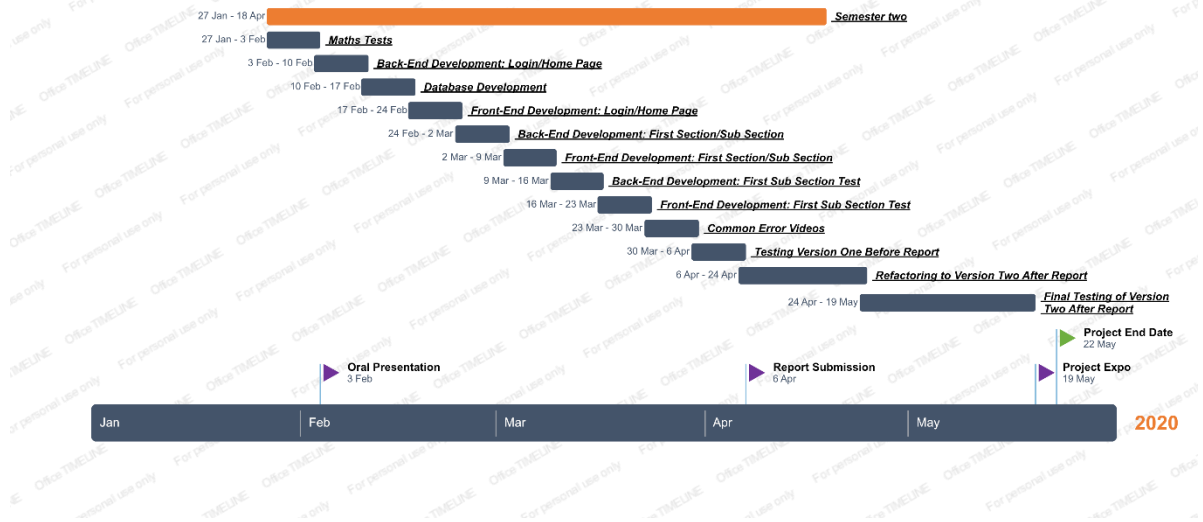 27 Jan - 18 Apr Semester two
27 Jan - 3 Feb Maths Tests
3 Feb - 10 Feb Back-End Development: Login/Home Page
10 Feb - 17 Feb Database Development
17 Feb - 24 Feb Front-End Development: Login/Home Page
24 Feb - 2 Mar Back-End Development: First Section/Sub Section
2 Mar - 9 Mar Front-End Development: First Section/Sub Section
9 Mar - 16 Mar Back-End Development: First Sub Section Test
16 Mar - 23 Mar Front-End Development: First Sub Section Test
23 Mar - 30 Mar Common Error Videos
30 Mar - 6 Apr Testing Version One Before Report
6 Apr - 24 Apr Refactoring to Version Two After Report
24 Apr - 19 May Final Testing of Version
Two After Report
Project End Date
22 May
Oral Presentation
3 Feb
Report Submission
6 Apr
Project Expo
19 May
Jan Feb Mar Apr May 2020
Office TIMELINE
For personal use only